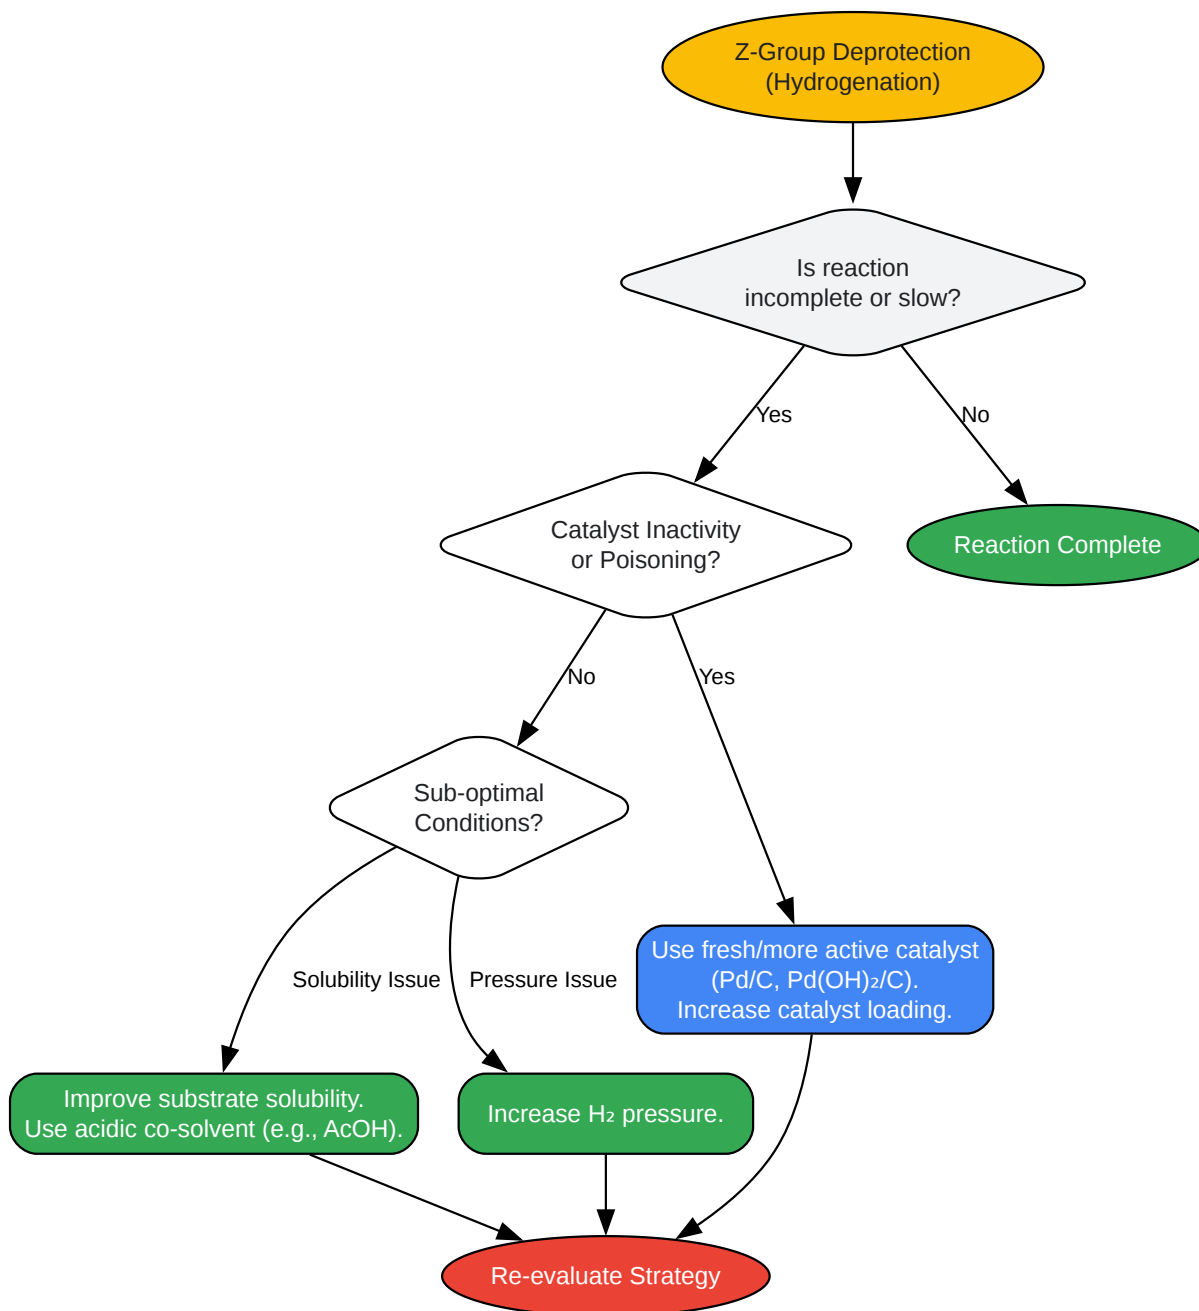 Z-Group Deprotection
(Hydrogenation)
Is reaction
incomplete or slow?
Yes
No
Catalyst Inactivity
or Poisoning?
Reaction Complete
No
Yes
Sub-optimal
Conditions?
Solubility Issue
Pressure Issue
Use fresh/more active catalyst
(Pd/C, Pd(OH)₂/C).
Increase catalyst loading.
Improve substrate solubility.
Use acidic co-solvent (e.g., AcOH).
Increase H₂ pressure.
Re-evaluate Strategy